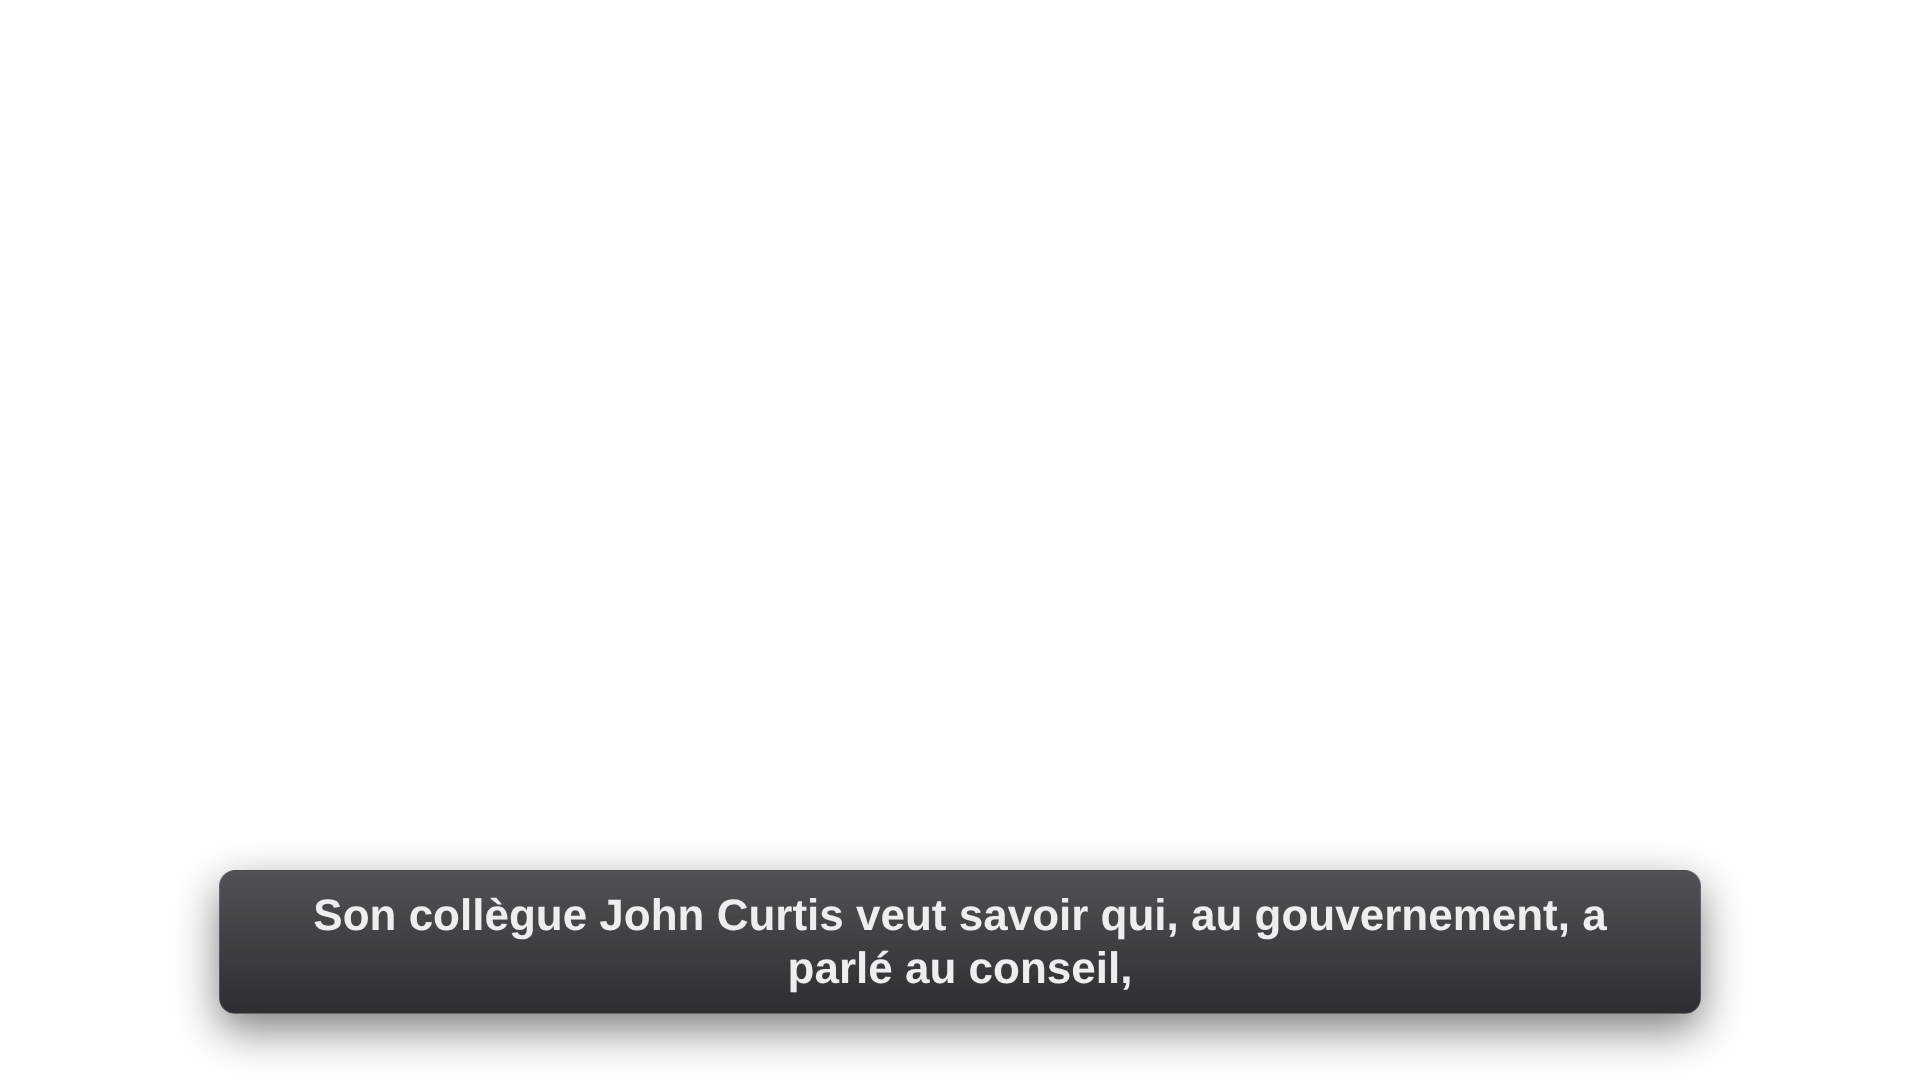 Son collègue John Curtis veut savoir qui, au gouvernement, a
parlé au conseil,